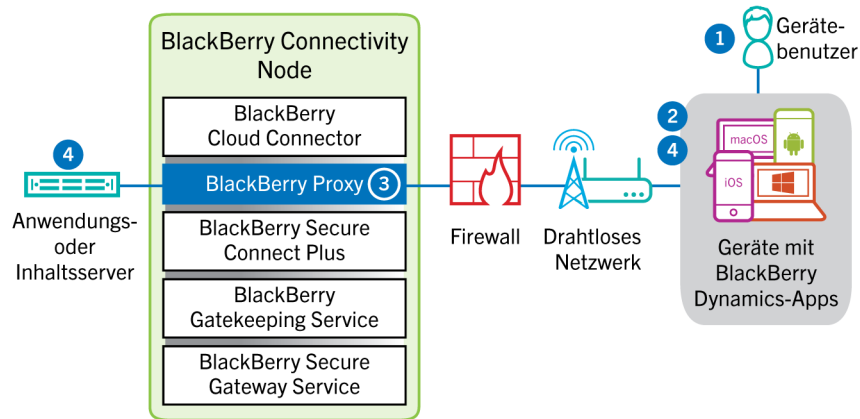 BlackBerry Connectivity
Node
BlackBerry
Cloud Connector
BlackBerry Proxy 3
BlackBerry Secure
Connect Plus
BlackBerry
Gatekeeping Service
BlackBerry Secure
Gateway Service
4
Anwendungs-
oder
Inhaltsserver
Firewall
Drahtloses
Netzwerk
1
Geräte-
benutzer
2
4
macOS
iOS
Geräte mit
BlackBerry
Dynamics-Apps